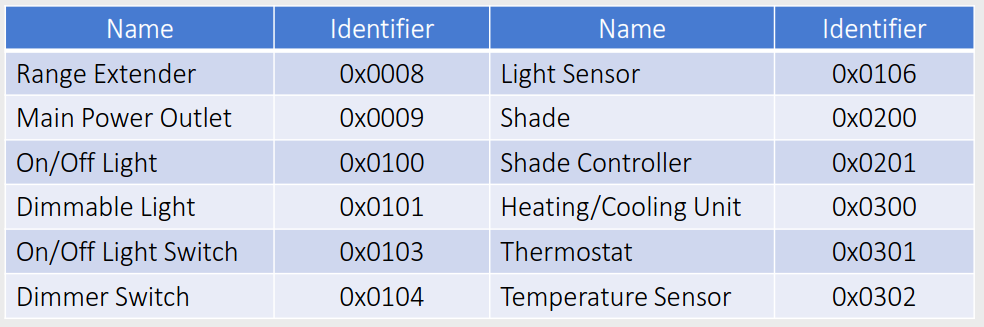 Name Identifier Name Identifier
Range Extender 0x0008 Light Sensor 0x0106
Main Power Outlet 0x0009 Shade 0x0200
On/Off Light 0x0100 Shade Controller 0x0201
Dimmable Light 0x0101 Heating/Cooling Unit 0x0300
On/Off Light Switch 0x0103 Thermostat 0x0301
Dimmer Switch 0x0104 Temperature Sensor 0x0302